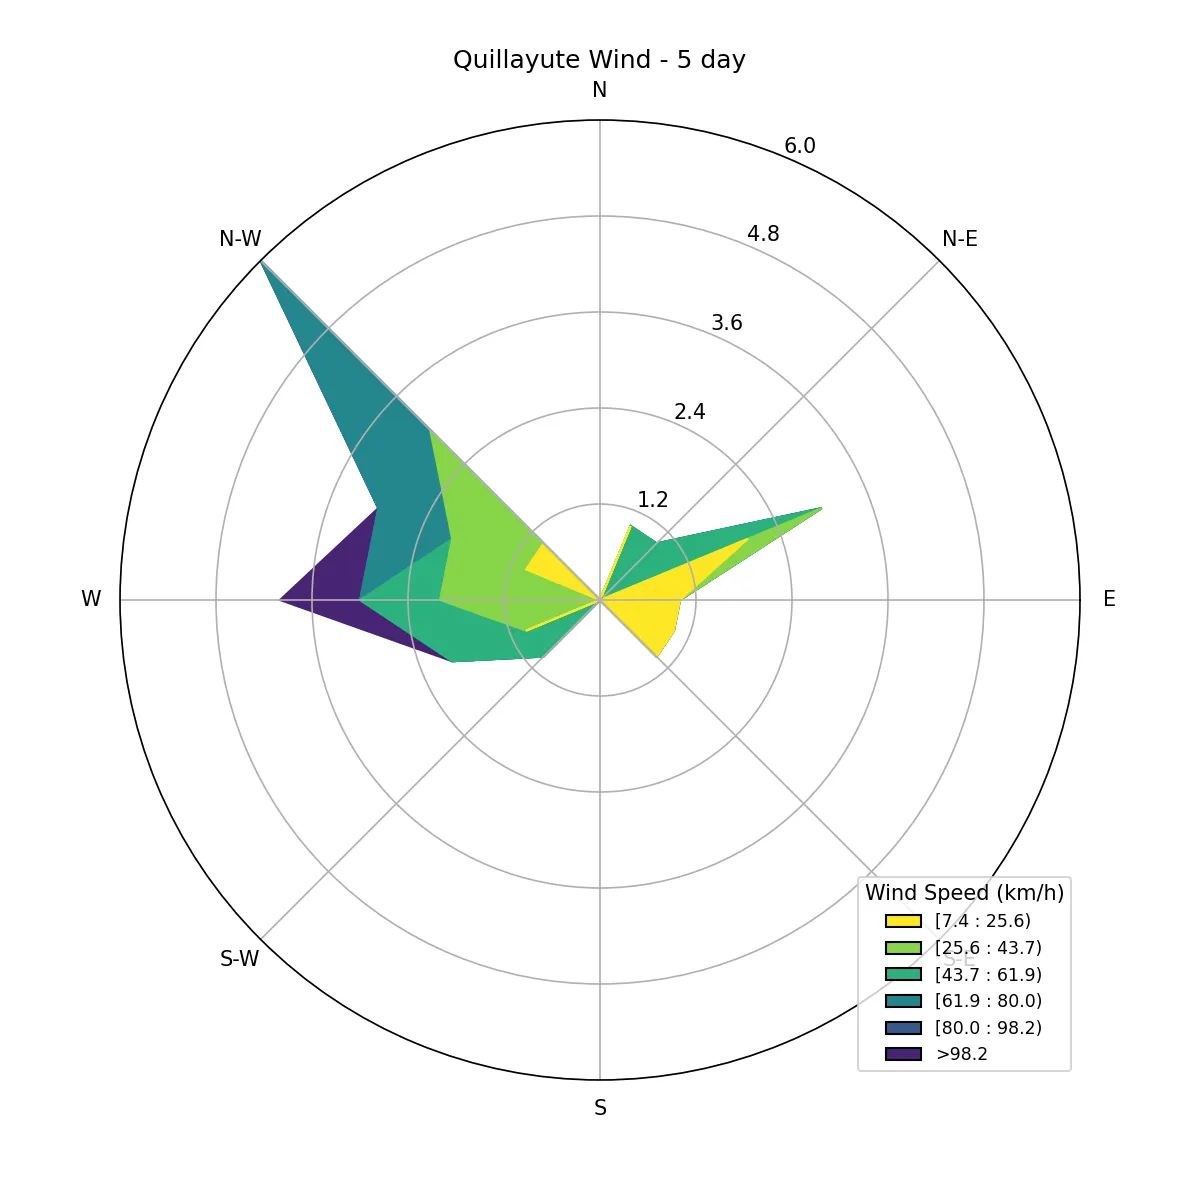 Quillayute Wind - 5 day
N
6.0
N-W
4.8
N-E
3.6
2.4
1.2
W
E
S-W
S-E
Wind Speed (km/h)
[7.4 : 25.6)
[25.6 : 43.7)
[43.7 : 61.9)
[61.9 : 80.0)
[80.0 : 98.2)
>98.2
S